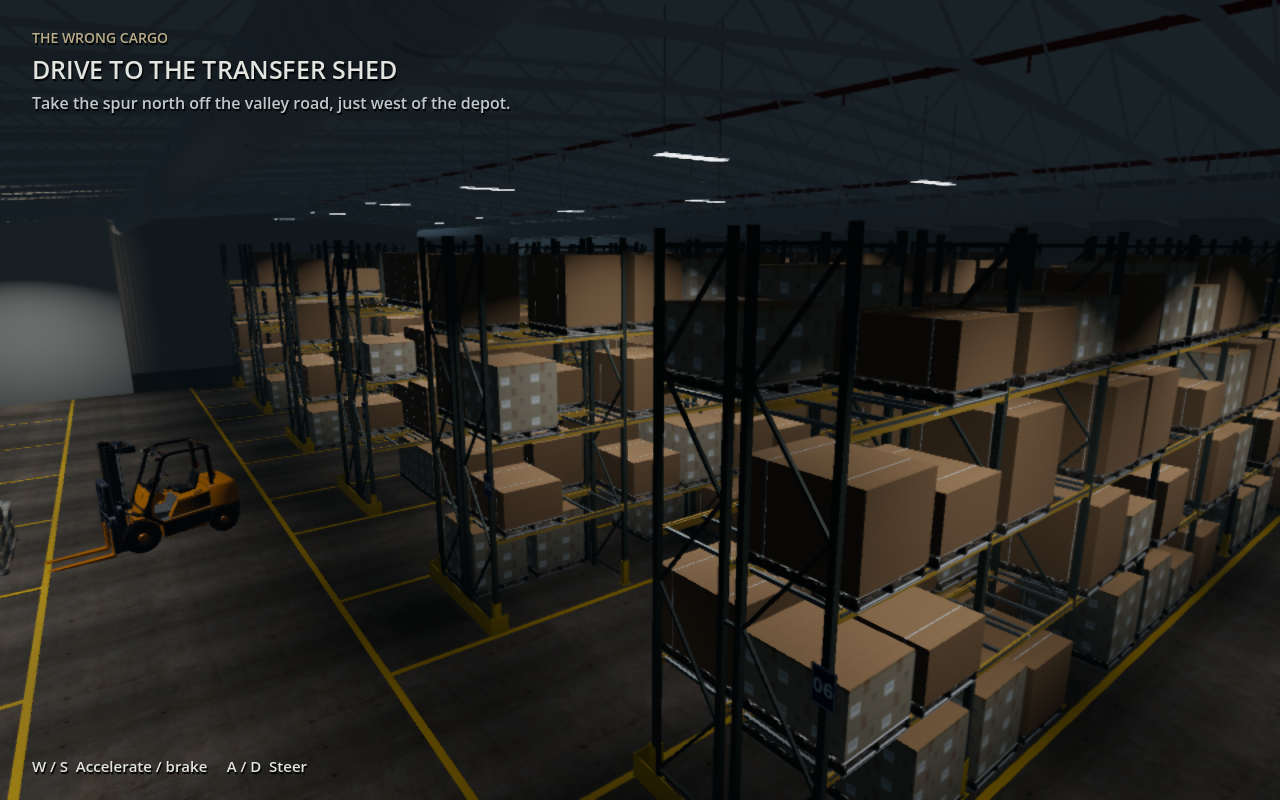 THE WRONG CARGO
DRIVE TO THE TRANSFER SHED
Take the spur north off the valley road, just west of the depot.
06
W / S Accelerate / brake A / D Steer